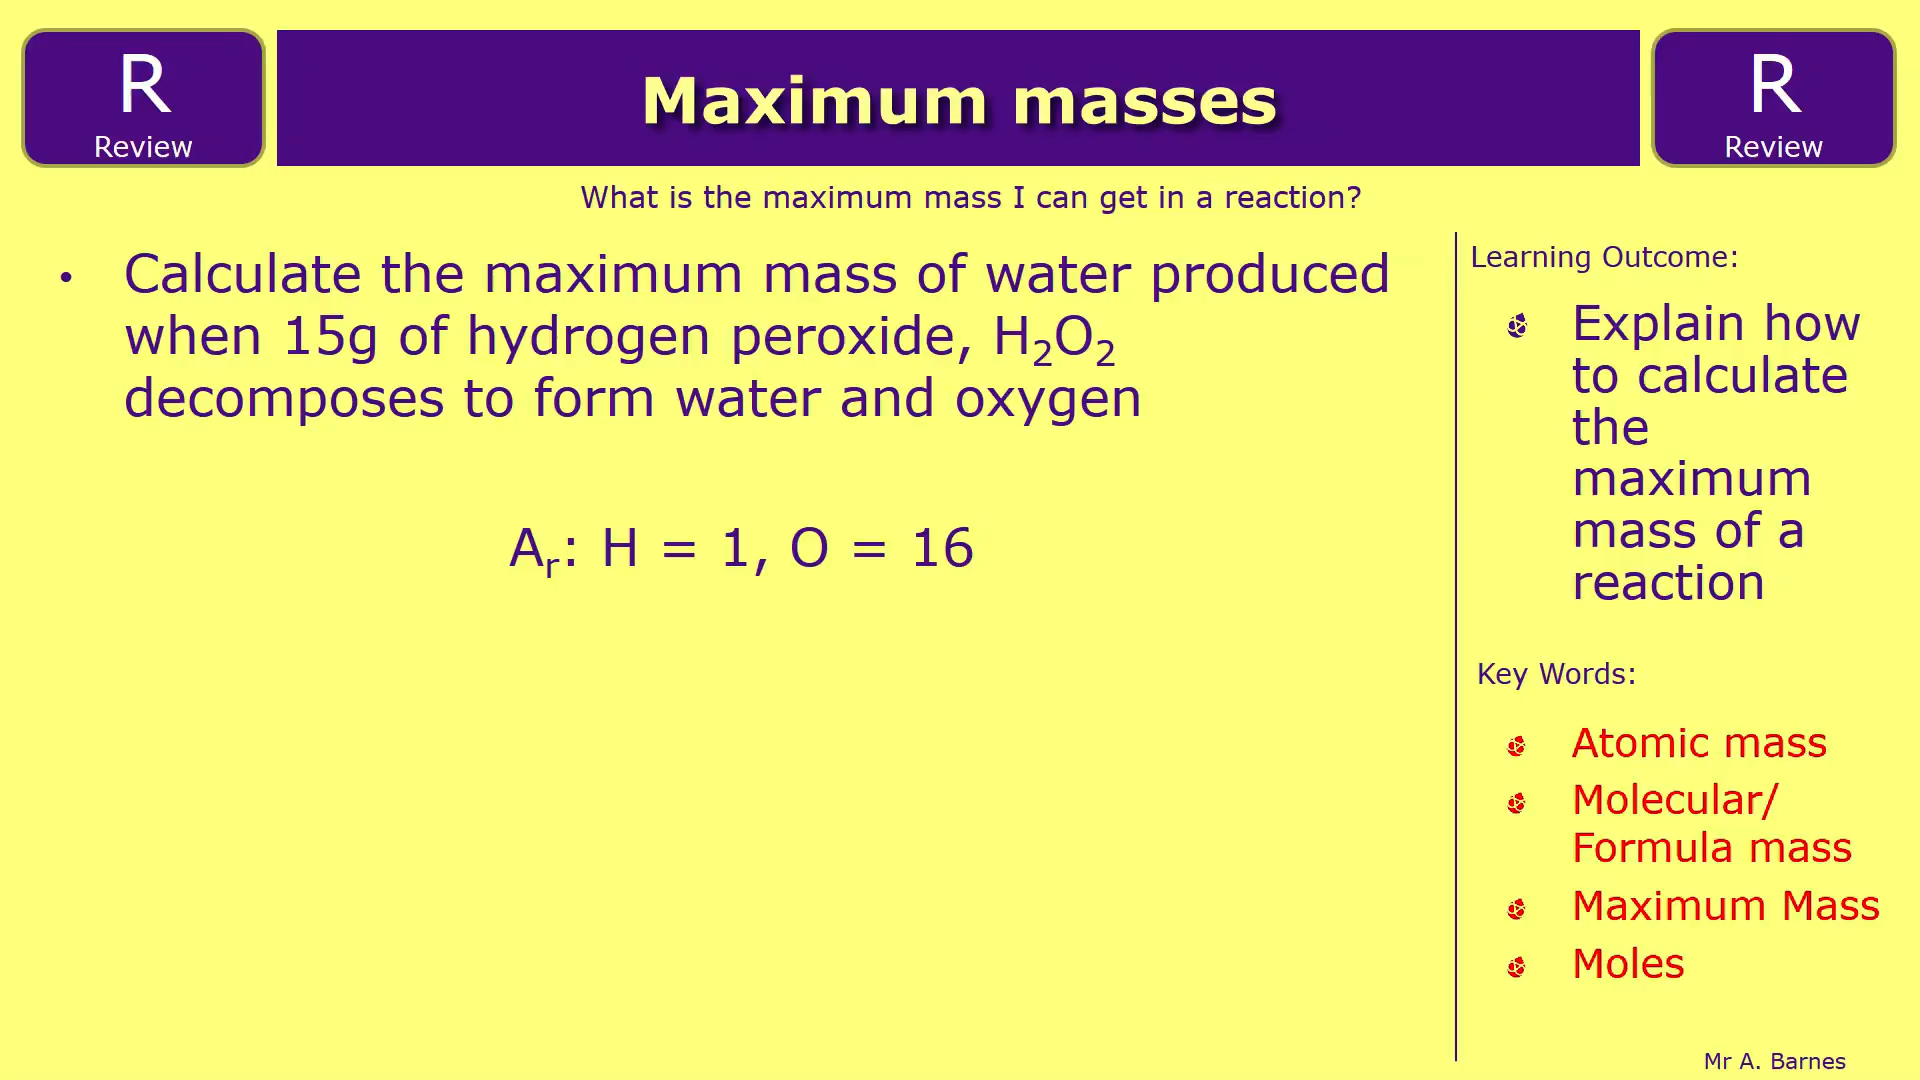 R
Review
Maximum masses
R
Review
What is the maximum mass I can get in a reaction?
• Calculate the maximum mass of water produced
when 15g of hydrogen peroxide, H₂O₂
decomposes to form water and oxygen
Aᵣ: H = 1, O = 16
Learning Outcome:
Explain how
to calculate
the
maximum
mass of a
reaction
Key Words:
Atomic mass
Molecular/
Formula mass
Maximum Mass
Moles
Mr A. Barnes